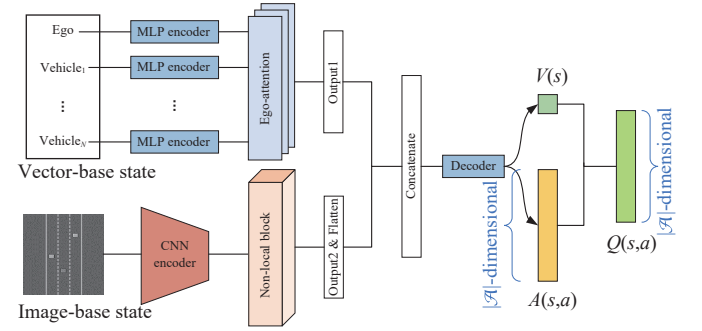 Ego
MLP encoder
Vehicle₁
MLP encoder
⋮
⋮
Vehicle_N
MLP encoder
Vector-base state
Ego-attention
Output1
CNN
encoder
Image-base state
Non-local block
Output2 & Flatten
Concatenate
Decoder
V(s)
|𝒜|-dimensional
A(s,a)
|𝒜|-dimensional
Q(s,a)